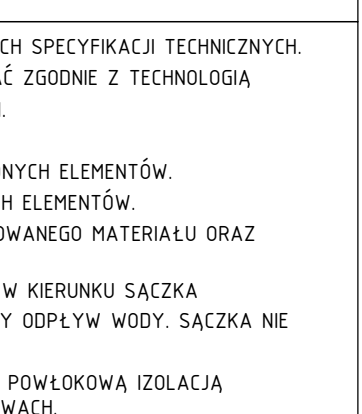 CH SPECYFIKACJI TECHNICZNYCH.
AĆ ZGODNIE Z TECHNOLOGIĄ
.
ONYCH ELEMENTÓW.
H ELEMENTÓW.
OWANEGO MATERIAŁU ORAZ
W KIERUNKU SĄCZKA
Y ODPŁYW WODY. SĄCZKA NIE
POWŁOKOWĄ IZOLACJĄ
WACH.